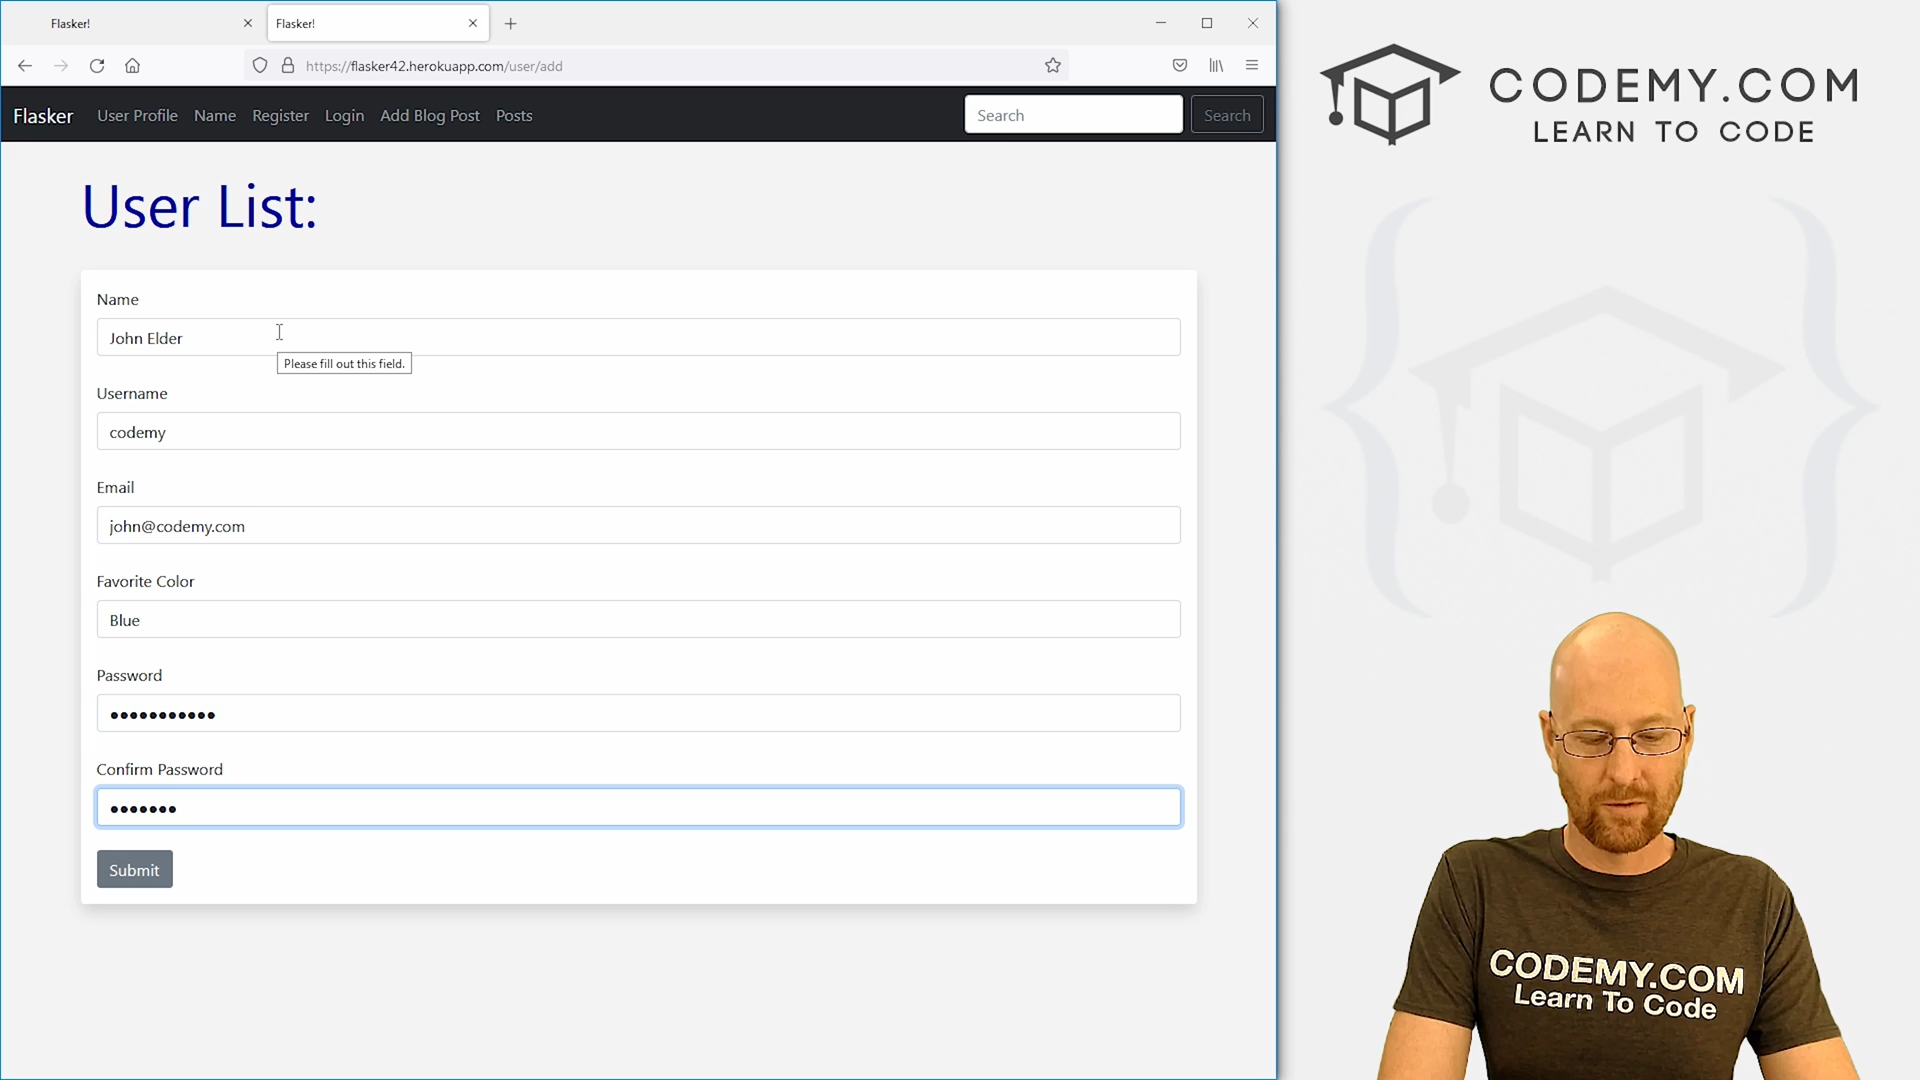 Flasker!
Flasker!
https://flasker42.herokuapp.com/user/add
Flasker User Profile Name Register Login Add Blog Post Posts
Search
Search
User List:
Name
John Elder
Please fill out this field.
Username
codemy
Email
john@codemy.com
Favorite Color
Blue
Password
•••••••••••
Confirm Password
•••••••
Submit
CODEMY.COM
LEARN TO CODE
CODEMY.COM
Learn To Code